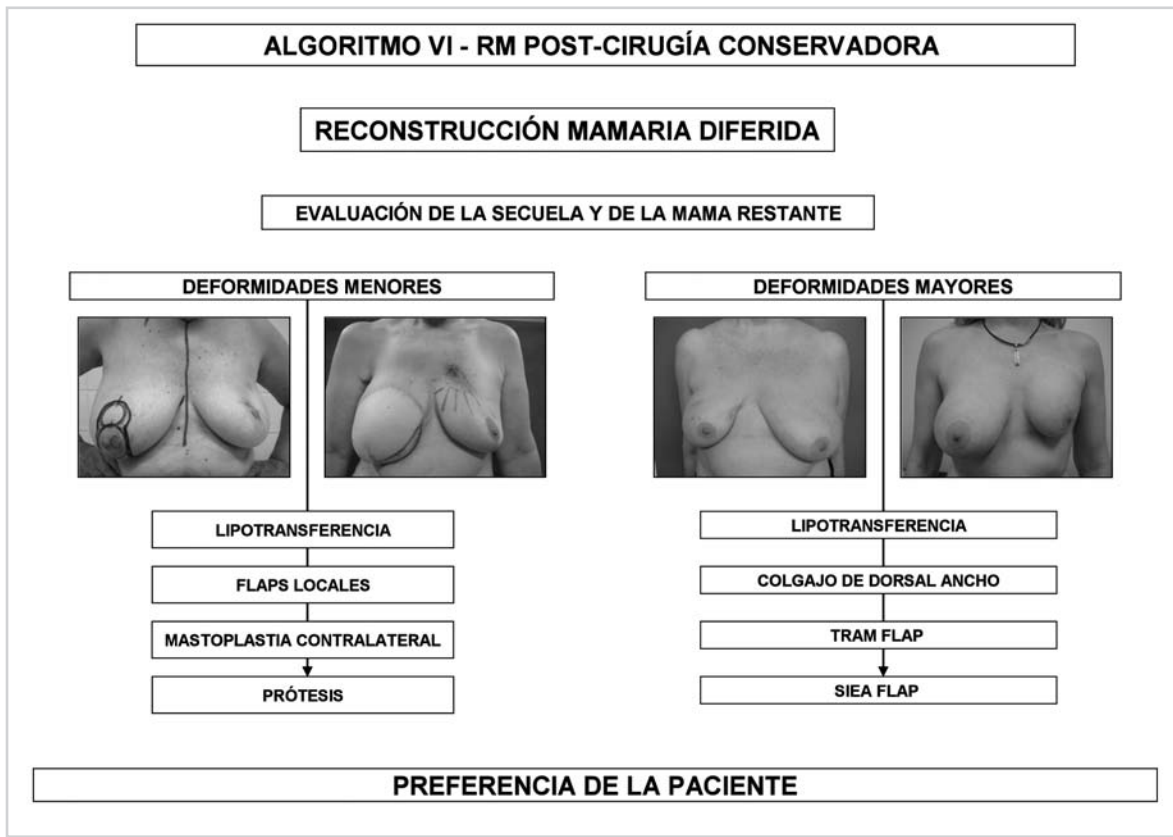 ALGORITMO VI - RM POST-CIRUGÍA CONSERVADORA
RECONSTRUCCIÓN MAMARIA DIFERIDA
EVALUACIÓN DE LA SECUELA Y DE LA MAMA RESTANTE
DEFORMIDADES MENORES
LIPOTRANSFERENCIA
FLAPS LOCALES
MASTOPLASTIA CONTRALATERAL
PRÓTESIS
DEFORMIDADES MAYORES
LIPOTRANSFERENCIA
COLGAJO DE DORSAL ANCHO
TRAM FLAP
SIEA FLAP
PREFERENCIA DE LA PACIENTE